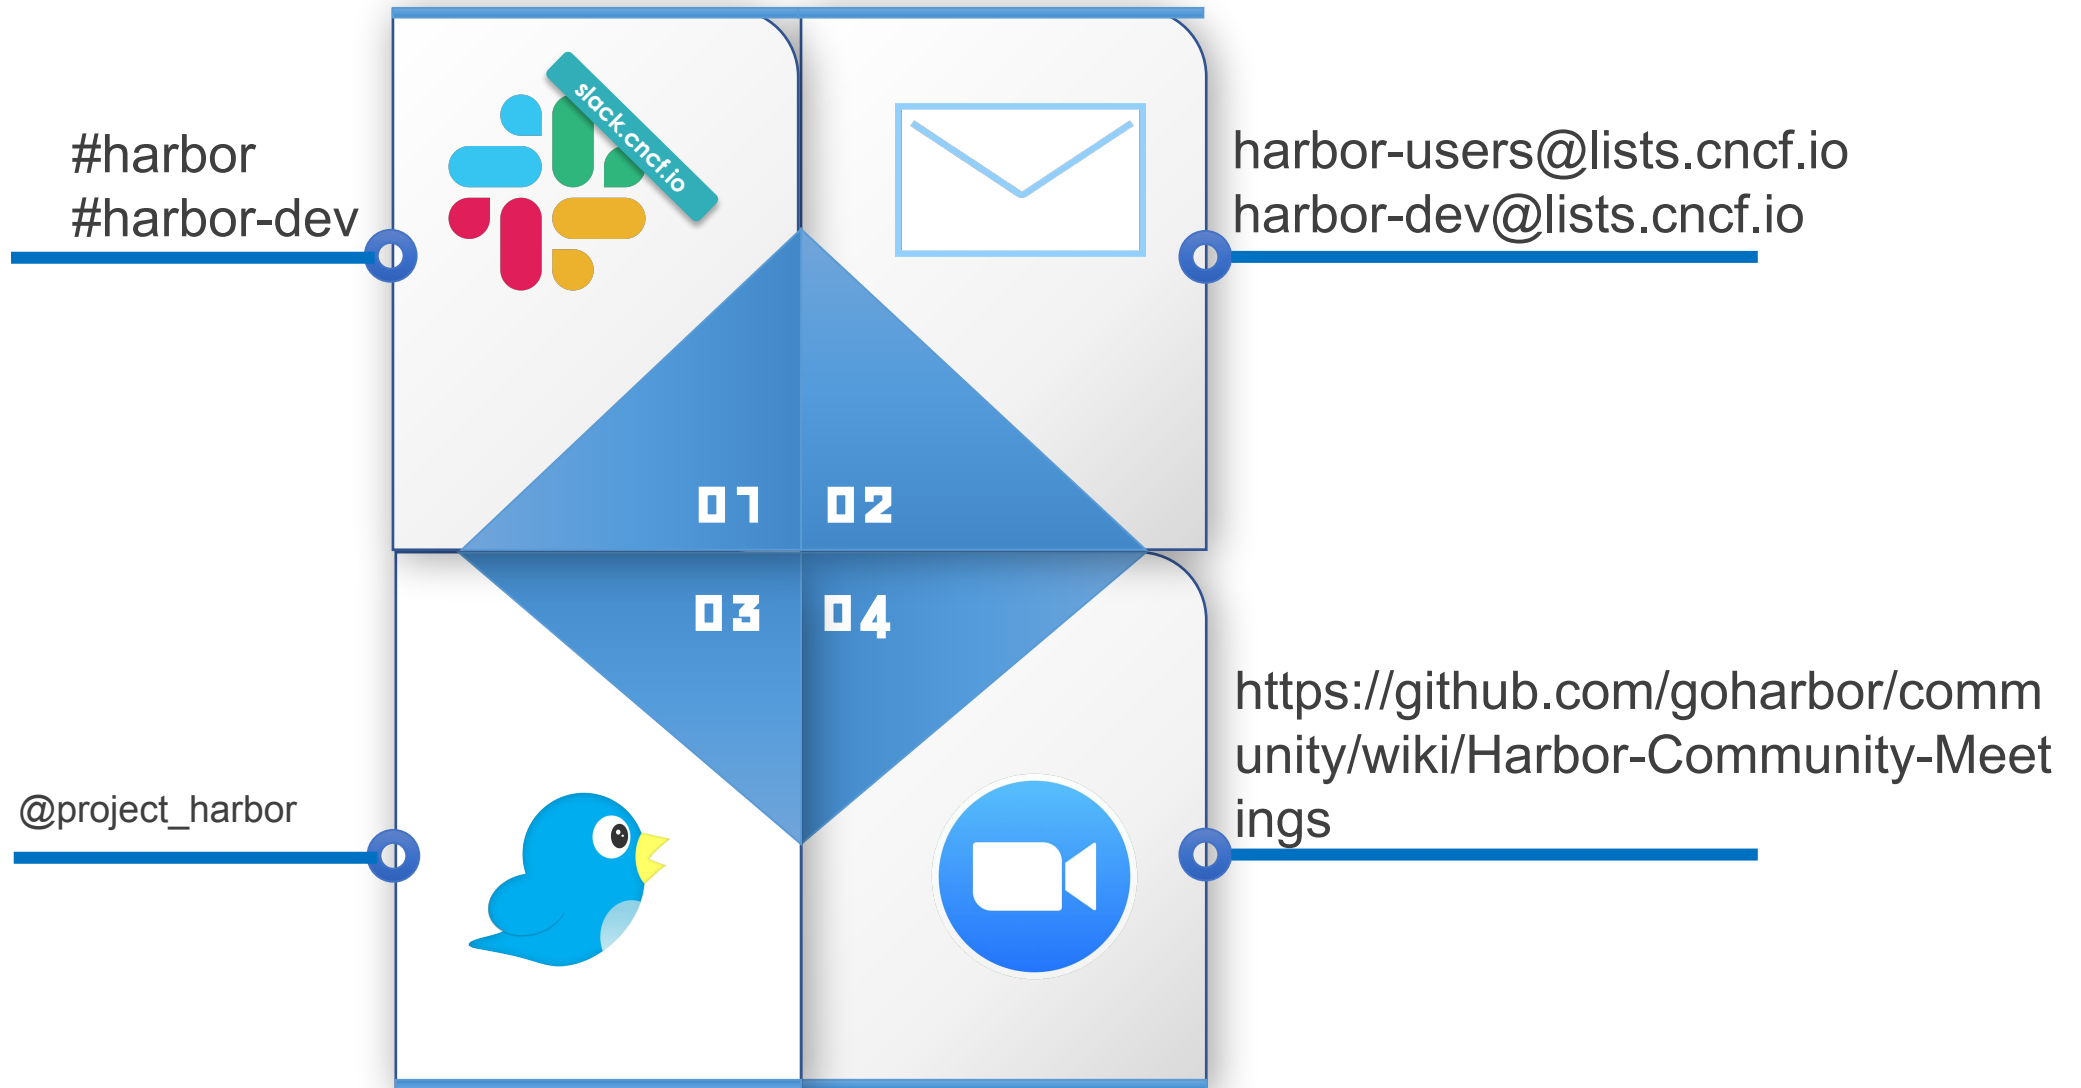 #harbor
#harbor-dev
slack.cncf.io
harbor-users@lists.cncf.io
harbor-dev@lists.cncf.io
01
02
03
04
@project_harbor
https://github.com/goharbor/comm
unity/wiki/Harbor-Community-Meet
ings